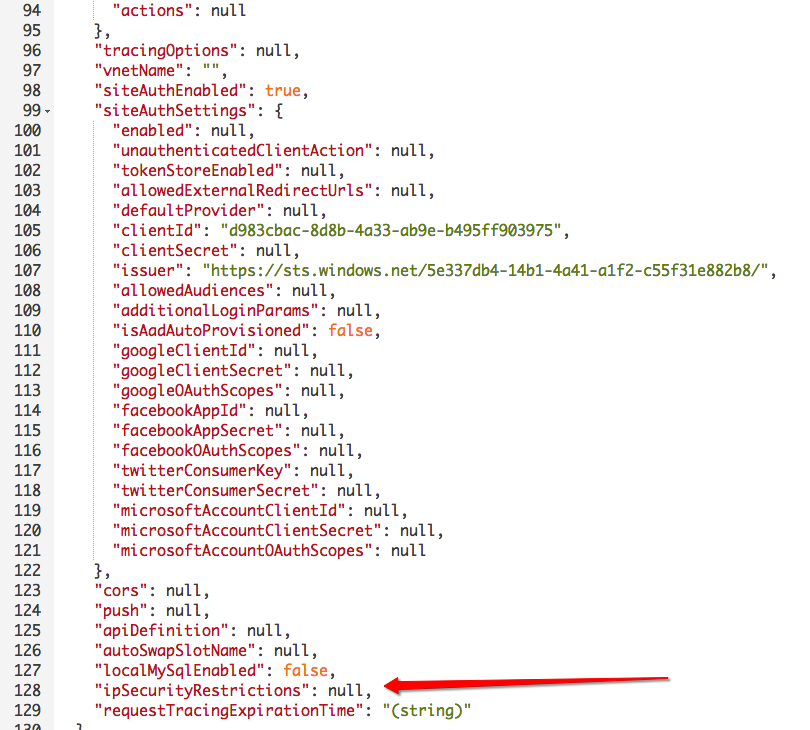 94 "actions": null
95 },
96 "tracingOptions": null,
97 "vnetName": "",
98 "siteAuthEnabled": true,
99 "siteAuthSettings": {
100 "enabled": null,
101 "unauthenticatedClientAction": null,
102 "tokenStoreEnabled": null,
103 "allowedExternalRedirectUrls": null,
104 "defaultProvider": null,
105 "clientId": "d983cbac-8d8b-4a33-ab9e-b495ff903975",
106 "clientSecret": null,
107 "issuer": "https://sts.windows.net/5e337db4-14b1-4a41-a1f2-c55f31e882b8/",
108 "allowedAudiences": null,
109 "additionalLoginParams": null,
110 "isAadAutoProvisioned": false,
111 "googleClientId": null,
112 "googleClientSecret": null,
113 "googleOAuthScopes": null,
114 "facebookAppId": null,
115 "facebookAppSecret": null,
116 "facebookOAuthScopes": null,
117 "twitterConsumerKey": null,
118 "twitterConsumerSecret": null,
119 "microsoftAccountClientId": null,
120 "microsoftAccountClientSecret": null,
121 "microsoftAccountOAuthScopes": null
122 },
123 "cors": null,
124 "push": null,
125 "apiDefinition": null,
126 "autoSwapSlotName": null,
127 "localMySqlEnabled": false,
128 "ipSecurityRestrictions": null,
129 "requestTracingExpirationTime": "(string)"